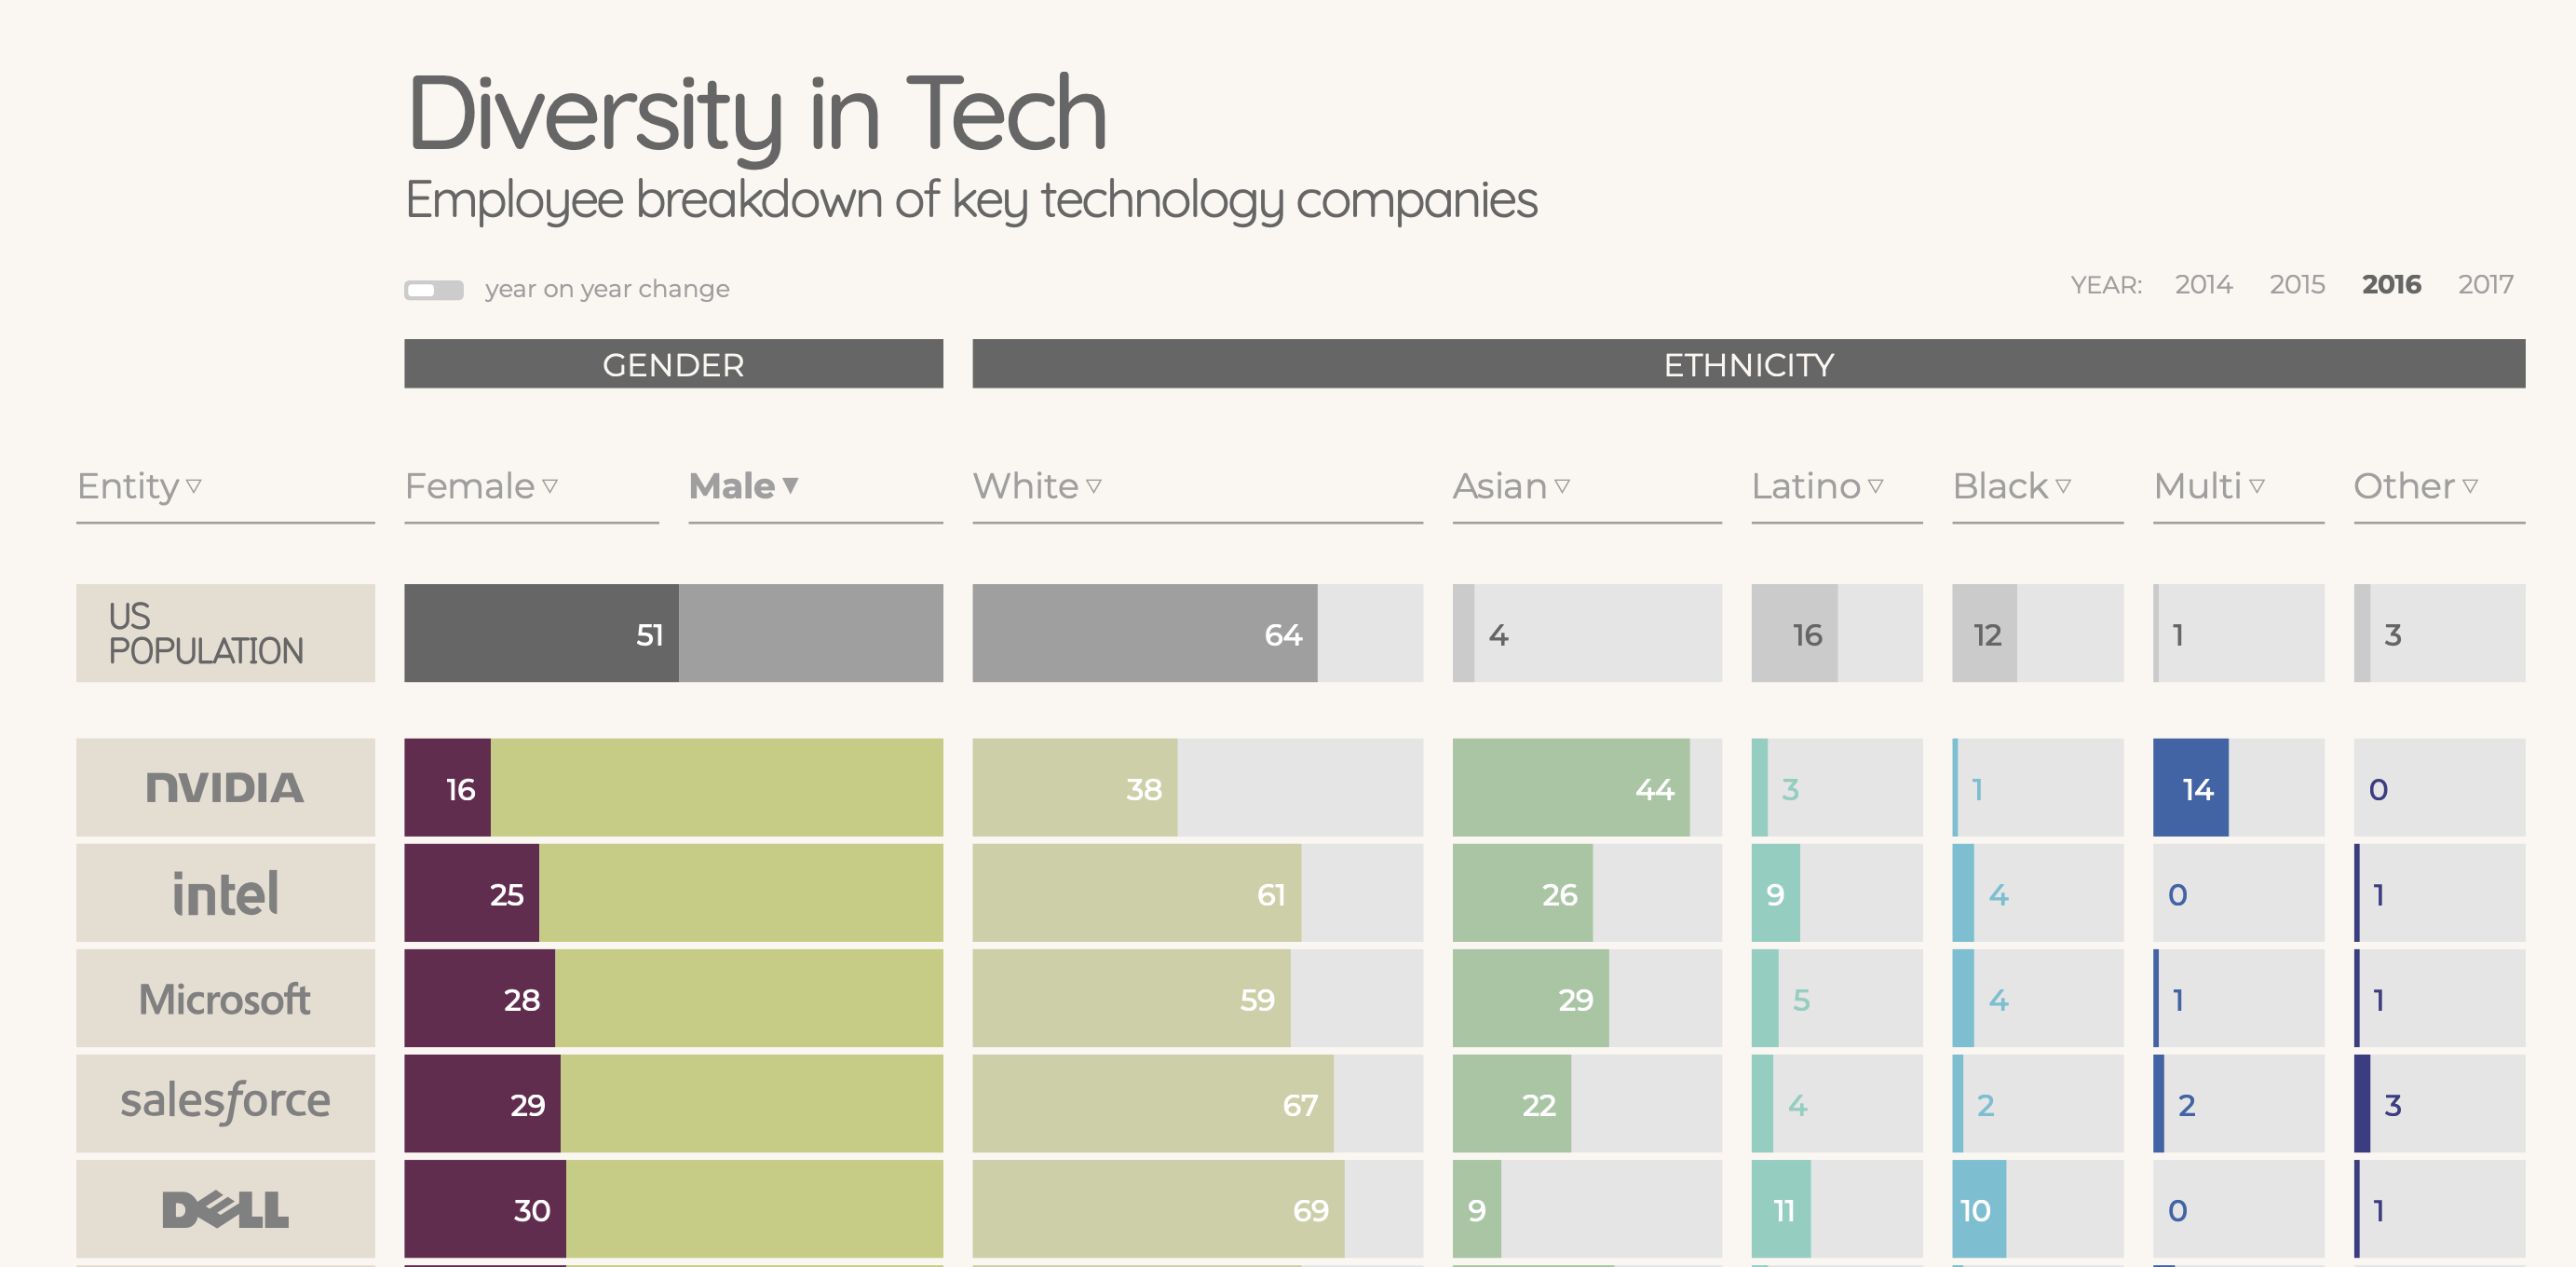 Diversity in Tech
Employee breakdown of key technology companies
year on year change
YEAR: 2014 2015 2016 2017
GENDER ETHNICITY
Entity Female Male White Asian Latino Black Multi Other
US
POPULATION
51 64 4 16 12 1 3
NVIDIA 16 38 44 3 1 14 0
intel 25 61 26 9 4 0 1
Microsoft 28 59 29 5 4 1 1
salesforce 29 67 22 4 2 2 3
DELL 30 69 9 11 10 0 1